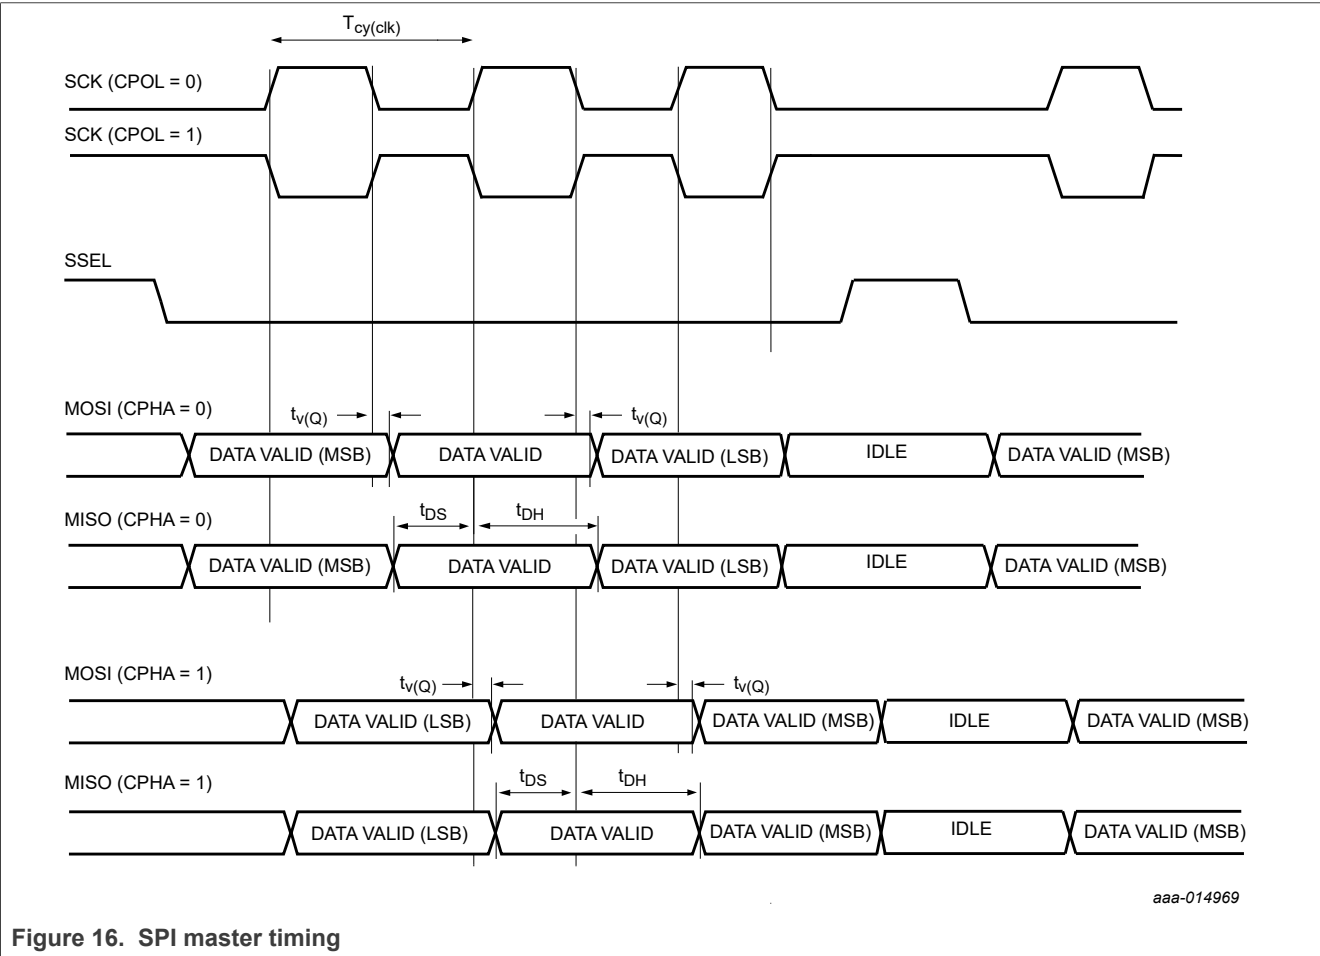 Tcy(clk)
SCK (CPOL = 0)
SCK (CPOL = 1)
SSEL
MOSI (CPHA = 0)
tv(Q) tv(Q)
DATA VALID (MSB) DATA VALID DATA VALID (LSB) IDLE DATA VALID (MSB)
MISO (CPHA = 0)
tDS tDH
DATA VALID (MSB) DATA VALID DATA VALID (LSB) IDLE DATA VALID (MSB)
MOSI (CPHA = 1)
tv(Q) tv(Q)
DATA VALID (LSB) DATA VALID DATA VALID (MSB) IDLE DATA VALID (MSB)
MISO (CPHA = 1)
tDS tDH
DATA VALID (LSB) DATA VALID DATA VALID (MSB) IDLE DATA VALID (MSB)
aaa-014969
Figure 16. SPI master timing